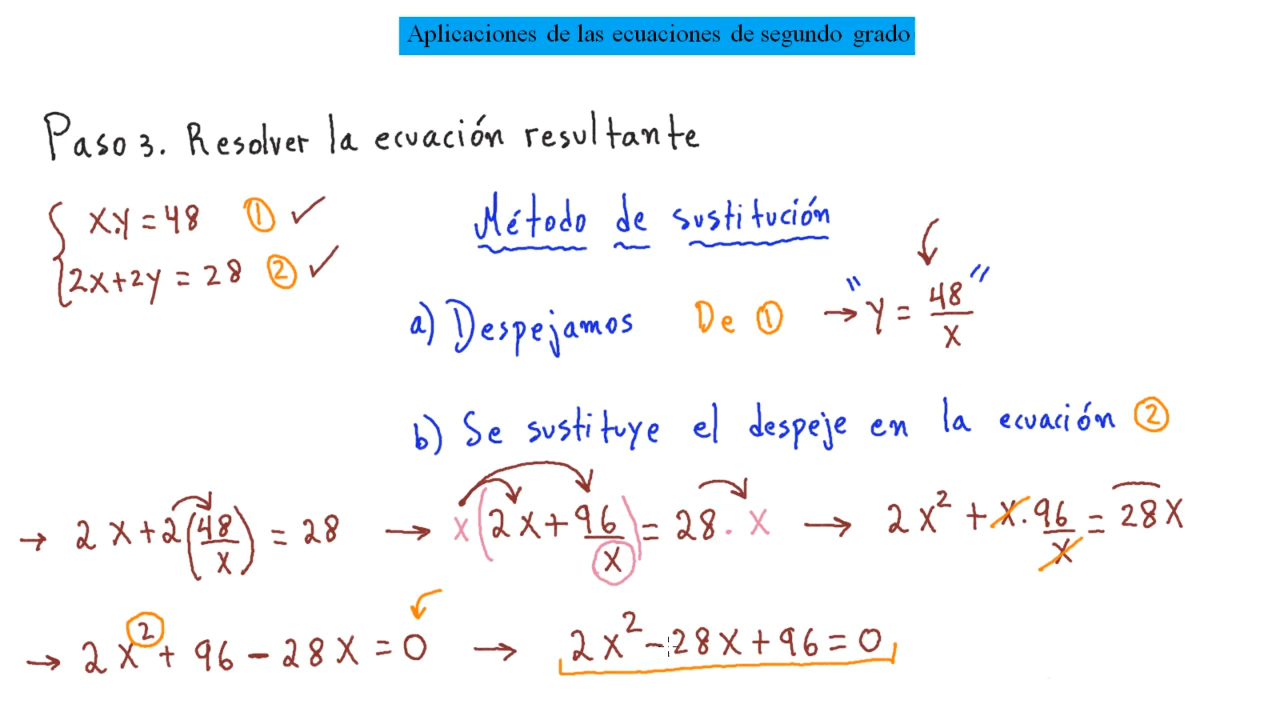 Aplicaciones de las ecuaciones de segundo grado
Paso 3. Resolver la ecuación resultante
x.y = 48 ① ✓
2x+2y = 28 ② ✓
Método de sustitución
a) Despejamos De ① → "y = 48/x"
b) Se sustituye el despeje en la ecuación ②
→ 2x+2(48/x) = 28 → x(2x+96/x) = 28 . x → 2x² + x.96/x = 28x
→ 2x² + 96 - 28x = 0 → 2x² - 28x + 96 = 0